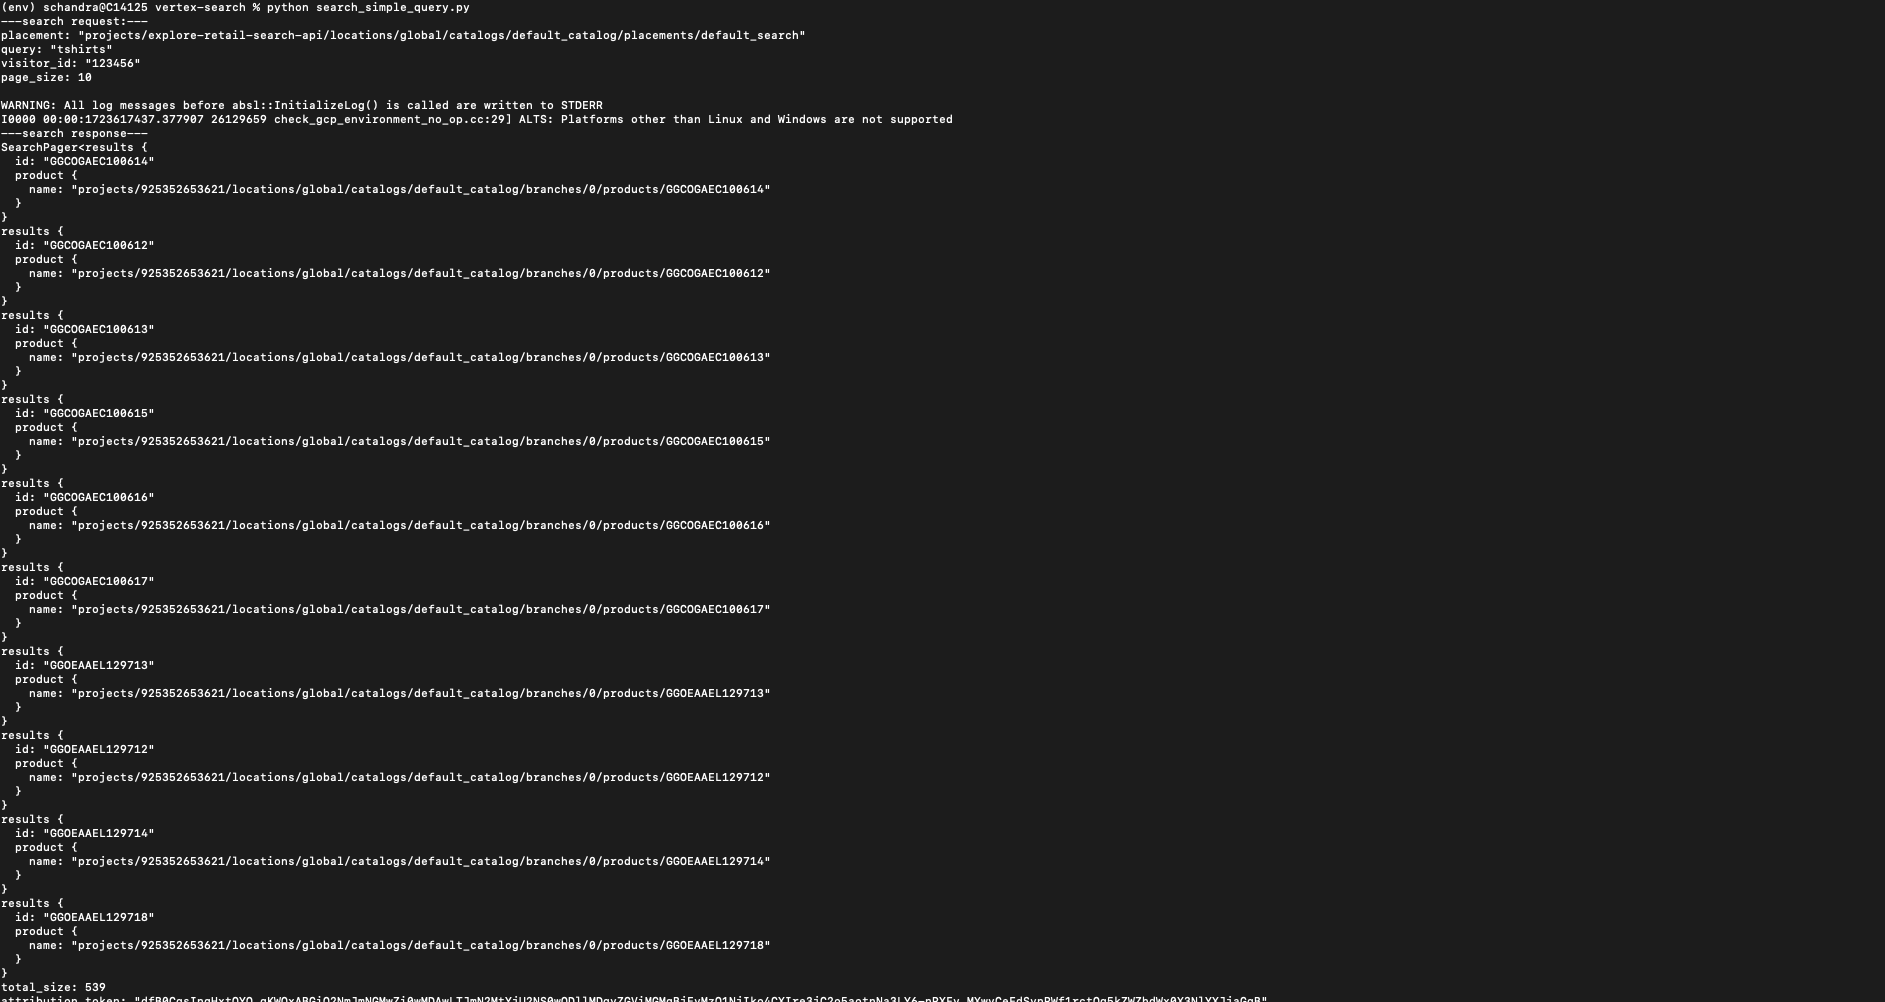 (env) schandra@C14125 vertex-search % python search_simple_query.py
---search request:---
placement: "projects/explore-retail-search-api/locations/global/catalogs/default_catalog/placements/default_search"
query: "tshirts"
visitor_id: "123456"
page_size: 10
WARNING: All log messages before absl::InitializeLog() is called are written to STDERR
I0000 00:00:1723617437.377907 26129659 check_gcp_environment_no_op.cc:29] ALTS: Platforms other than Linux and Windows are not supported
---search response---
SearchPager<results {
  id: "GGCOGAEC100614"
  product {
    name: "projects/925352653621/locations/global/catalogs/default_catalog/branches/0/products/GGCOGAEC100614"
  }
}
results {
  id: "GGCOGAEC100612"
  product {
    name: "projects/925352653621/locations/global/catalogs/default_catalog/branches/0/products/GGCOGAEC100612"
  }
}
results {
  id: "GGCOGAEC100613"
  product {
    name: "projects/925352653621/locations/global/catalogs/default_catalog/branches/0/products/GGCOGAEC100613"
  }
}
results {
  id: "GGCOGAEC100615"
  product {
    name: "projects/925352653621/locations/global/catalogs/default_catalog/branches/0/products/GGCOGAEC100615"
  }
}
results {
  id: "GGCOGAEC100616"
  product {
    name: "projects/925352653621/locations/global/catalogs/default_catalog/branches/0/products/GGCOGAEC100616"
  }
}
results {
  id: "GGCOGAEC100617"
  product {
    name: "projects/925352653621/locations/global/catalogs/default_catalog/branches/0/products/GGCOGAEC100617"
  }
}
results {
  id: "GGOEAAEL129713"
  product {
    name: "projects/925352653621/locations/global/catalogs/default_catalog/branches/0/products/GGOEAAEL129713"
  }
}
results {
  id: "GGOEAAEL129712"
  product {
    name: "projects/925352653621/locations/global/catalogs/default_catalog/branches/0/products/GGOEAAEL129712"
  }
}
results {
  id: "GGOEAAEL129714"
  product {
    name: "projects/925352653621/locations/global/catalogs/default_catalog/branches/0/products/GGOEAAEL129714"
  }
}
results {
  id: "GGOEAAEL129718"
  product {
    name: "projects/925352653621/locations/global/catalogs/default_catalog/branches/0/products/GGOEAAEL129718"
  }
}
total_size: 539
attribution_token: